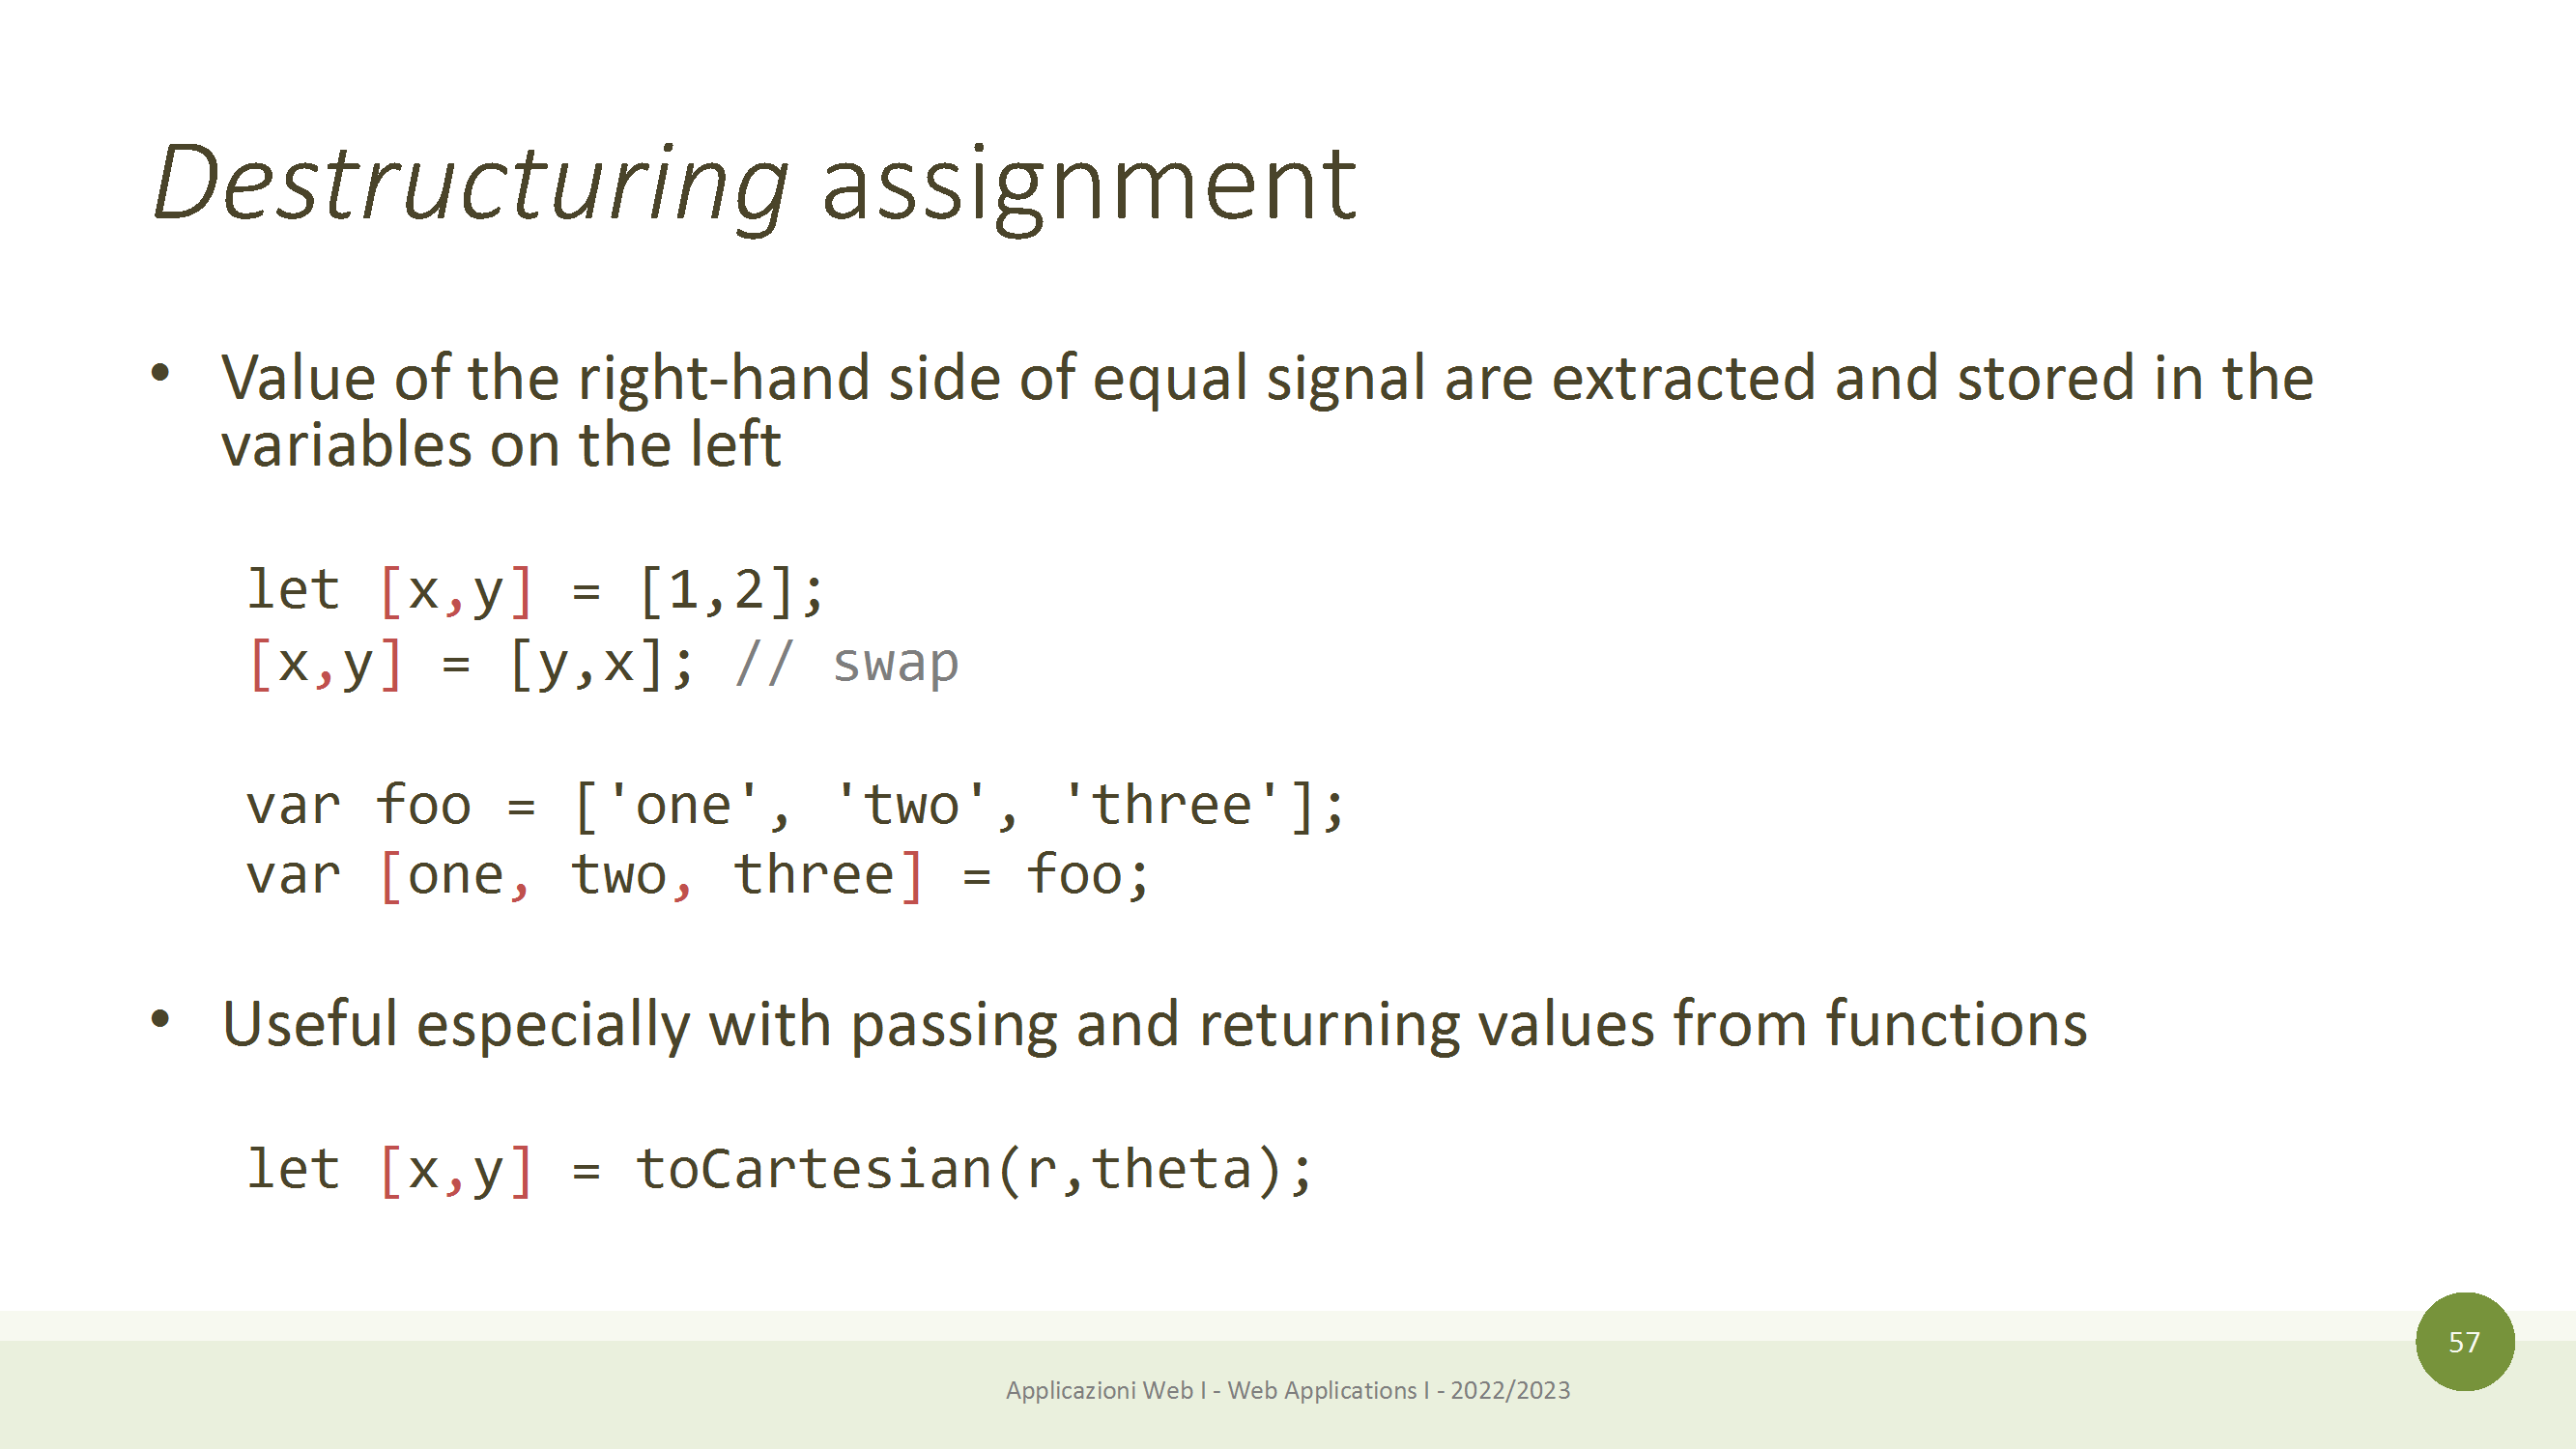 Destructuring assignment
• Value of the right-hand side of equal signal are extracted and stored in the
variables on the left
let [x,y] = [1,2];
[x,y] = [y,x]; // swap
var foo = ['one', 'two', 'three'];
var [one, two, three] = foo;
• Useful especially with passing and returning values from functions
let [x,y] = toCartesian(r,theta);
57
Applicazioni Web I - Web Applications I - 2022/2023